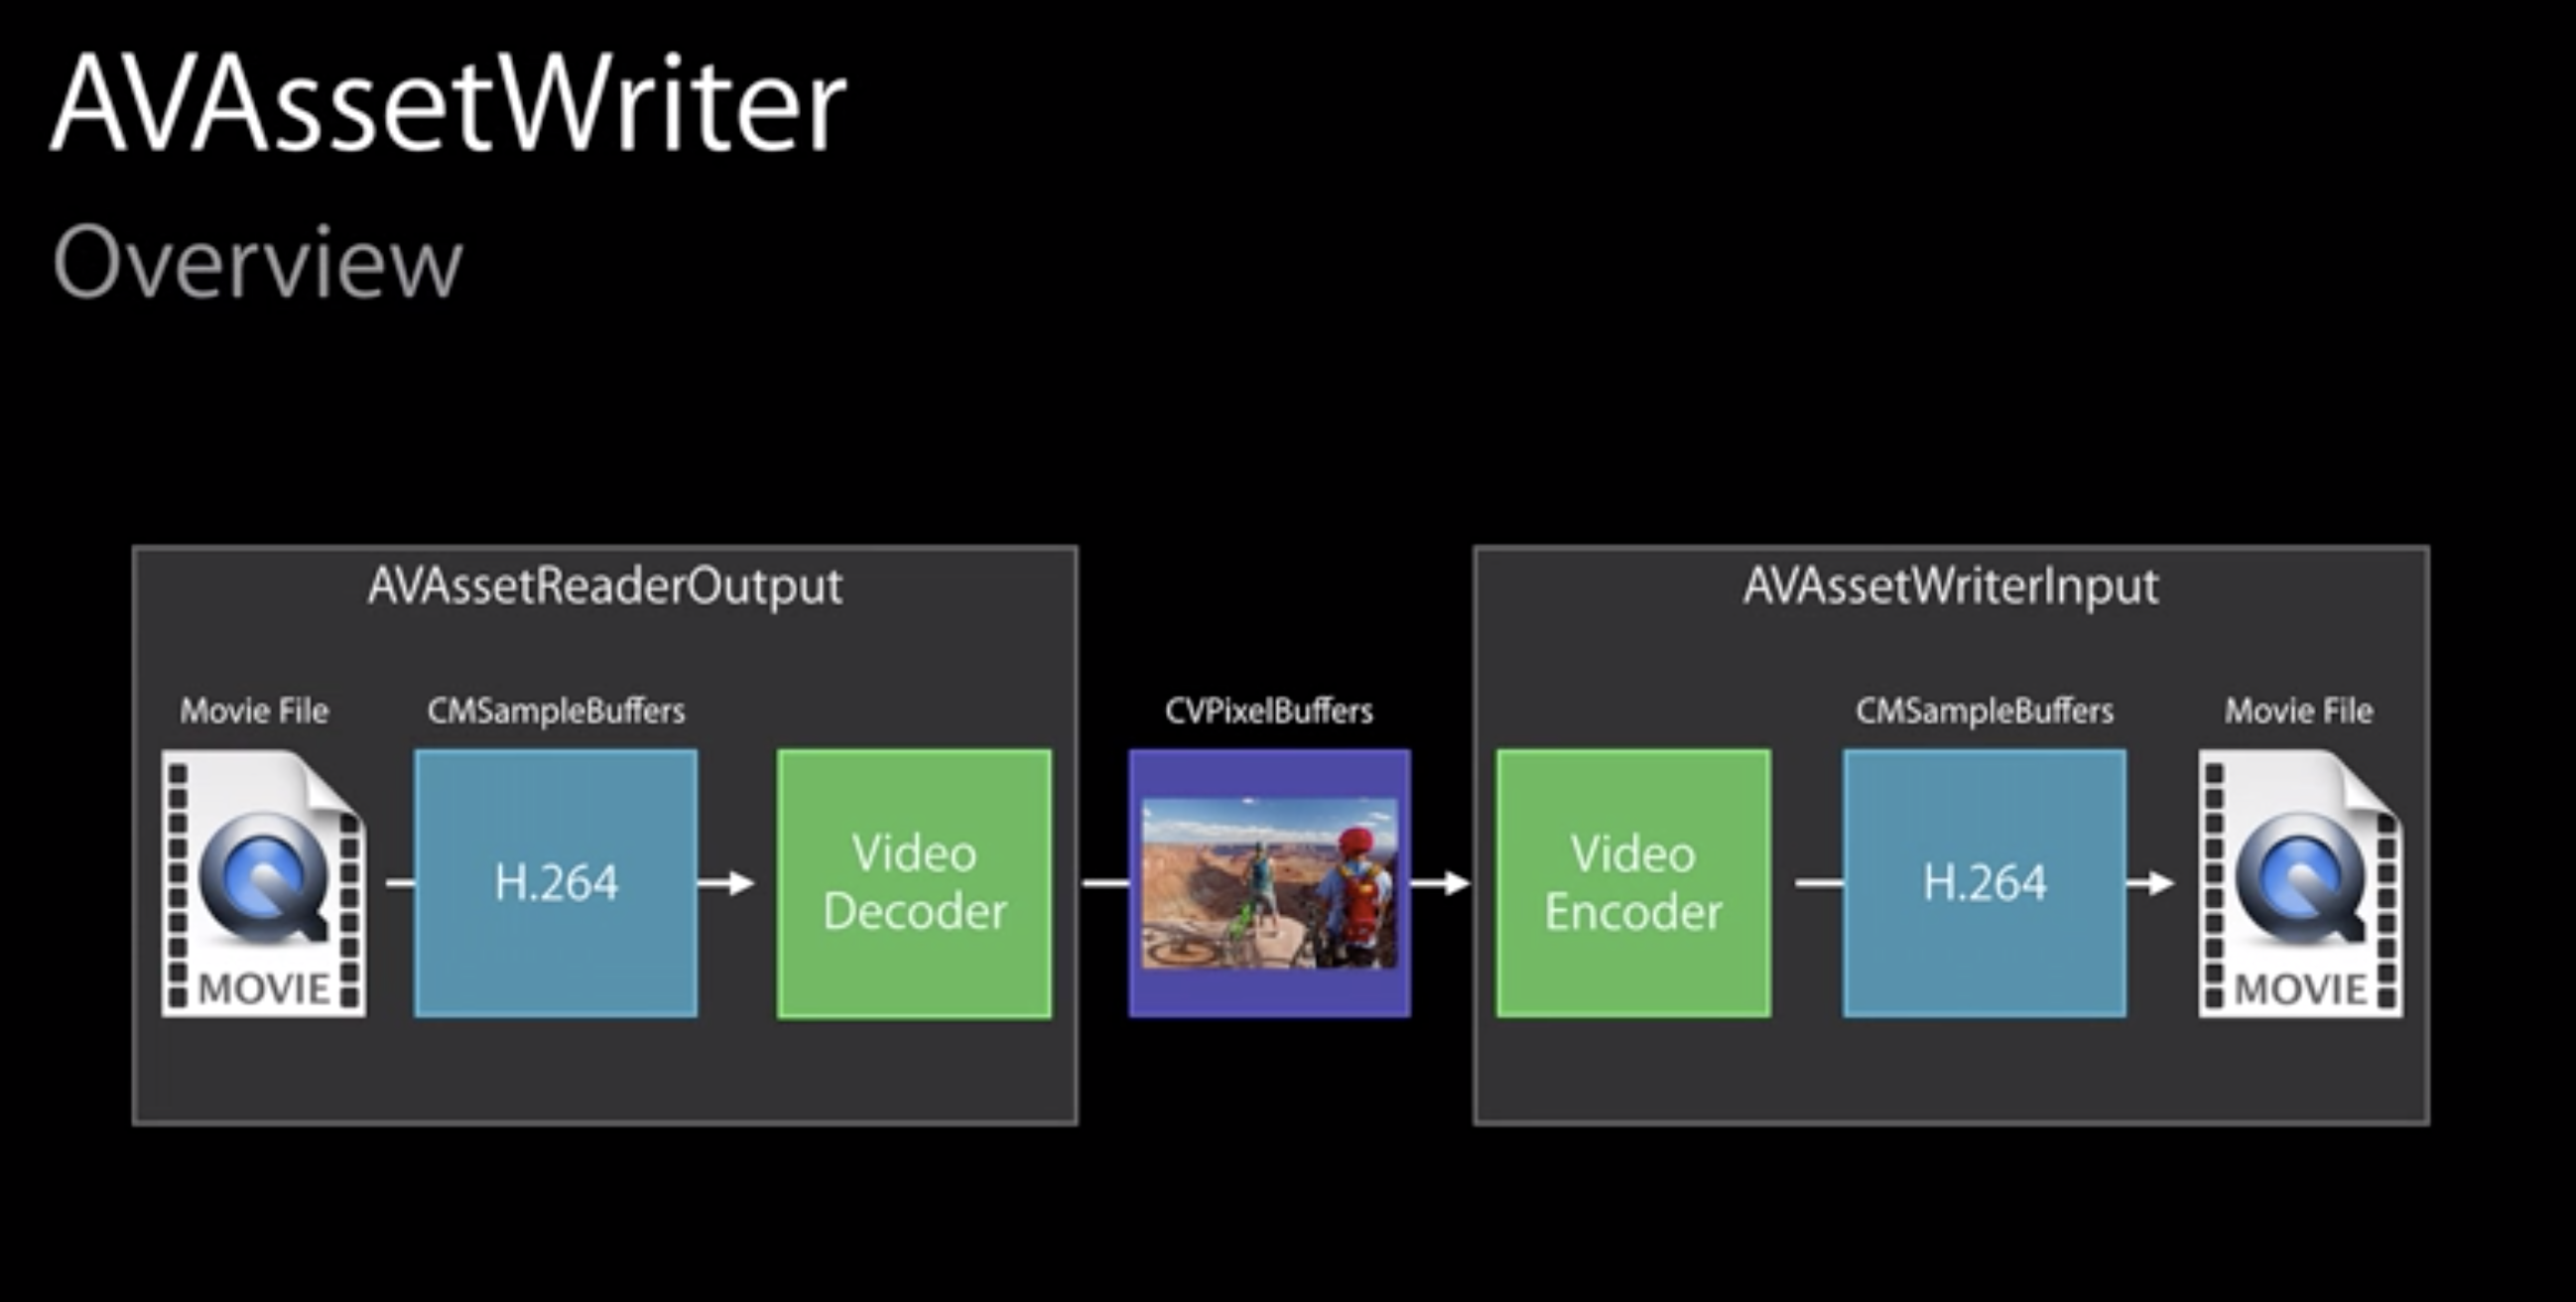 AVAssetWriter
Overview
AVAssetReaderOutput
Movie File
CMSampleBuffers
MOVIE
H.264
Video
Decoder
CVPixelBuffers
AVAssetWriterInput
CMSampleBuffers
Movie File
Video
Encoder
H.264
MOVIE